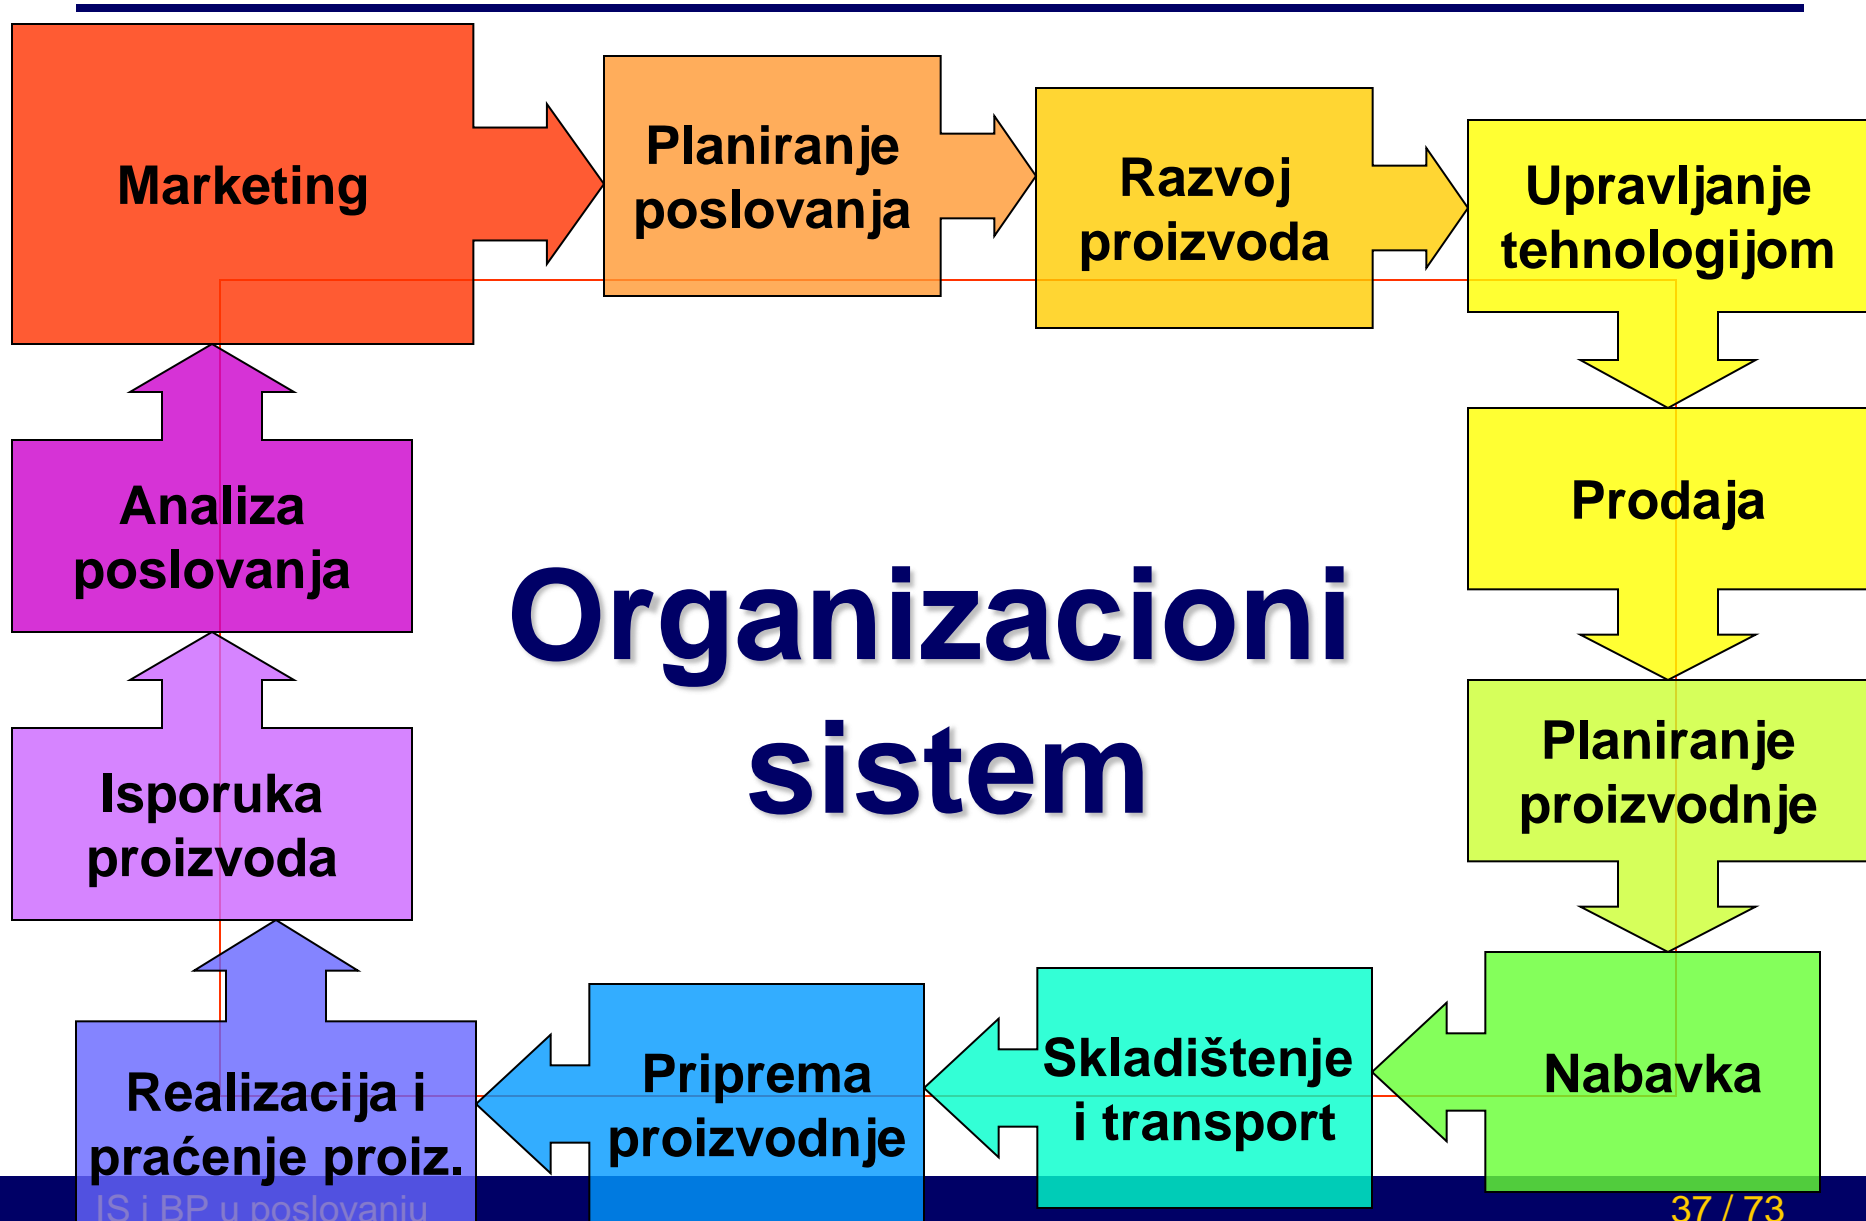 Marketing
Planiranje
poslovanja
Razvoj
proizvoda
Upravljanje
tehnologijom
Prodaja
Planiranje
proizvodnje
Nabavka
Skladištenje
i transport
Priprema
proizvodnje
Realizacija i
praćenje proiz.
Isporuka
proizvoda
Analiza
poslovanja
Organizacioni
sistem
IS i BP u poslovanju
37 / 73